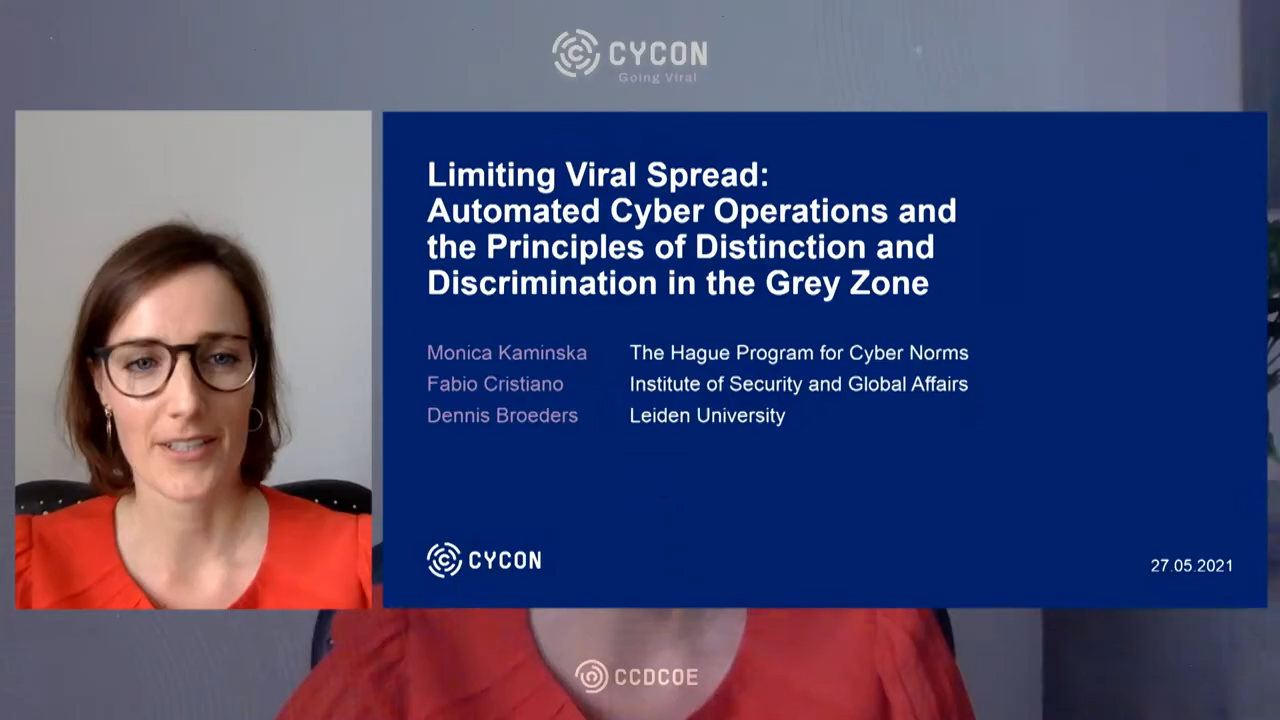 CYCON
Going Viral
Limiting Viral Spread:
Automated Cyber Operations and
the Principles of Distinction and
Discrimination in the Grey Zone
Monica Kaminska The Hague Program for Cyber Norms
Fabio Cristiano Institute of Security and Global Affairs
Dennis Broeders Leiden University
CYCON
27.05.2021
CCDCOE